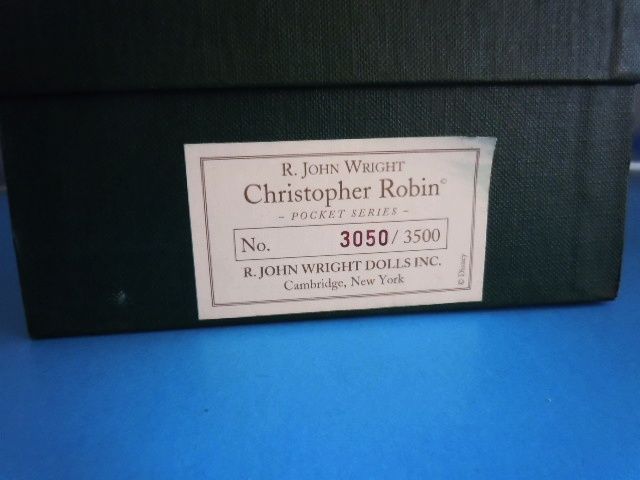 R. JOHN WRIGHT
Christopher Robin©
– POCKET SERIES –
No. 3050 / 3500
R. JOHN WRIGHT DOLLS INC.
Cambridge, New York
© Disney